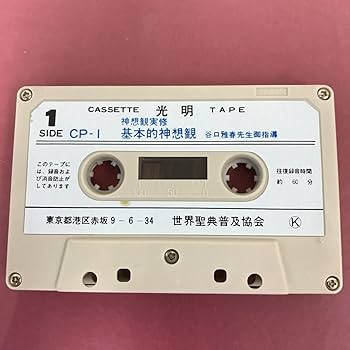 CASSETTE 光明 TAPE
1
SIDE
CP-1
神想観実修
基本的神想観 谷口雅春先生御指導
このテープに
は、録音およ
び消音防止が
してあります
往復録音時間
約 60 分
東京都港区赤坂9-6-34 世界聖典普及協会 Ⓚ